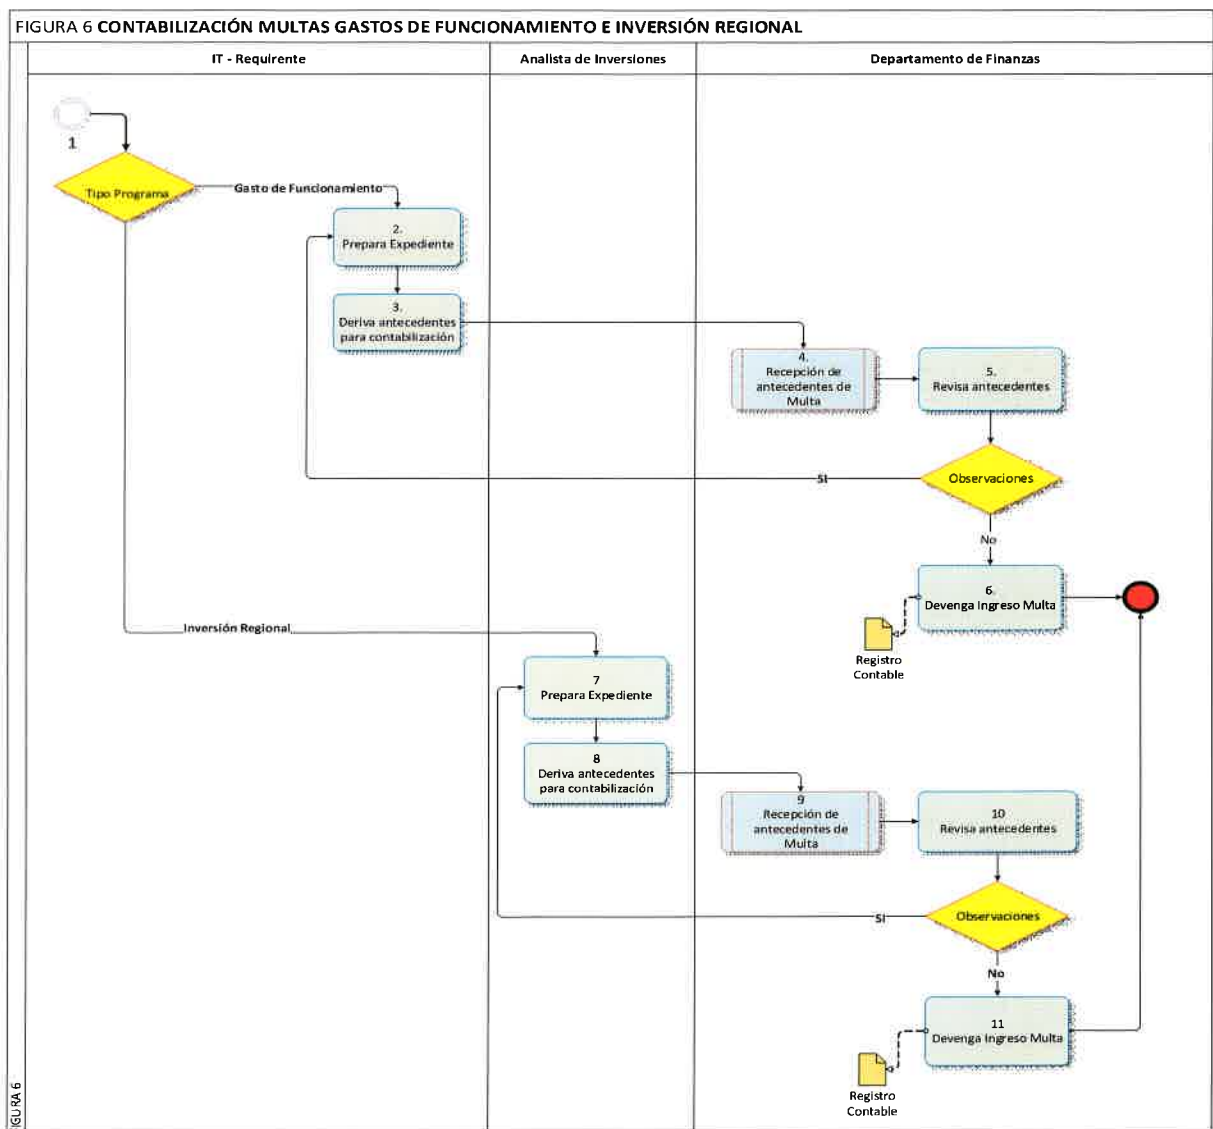 FIGURA 6 CONTABILIZACIÓN MULTAS GASTOS DE FUNCIONAMIENTO E INVERSIÓN REGIONAL
IT - Requirente
Analista de Inversiones
Departamento de Finanzas
1
Tipo Programa
Gasto de Funcionamiento
2.
Prepara Expediente
3.
Deriva antecedentes
para contabilización
4.
Recepción de
antecedentes de
Multa
5.
Revisa antecedentes
Observaciones
SI
No
6.
Devenga Ingreso Multa
Registro
Contable
Inversión Regional
7
Prepara Expediente
8
Deriva antecedentes
para contabilización
9
Recepción de
antecedentes de
Multa
10
Revisa antecedentes
Observaciones
SI
No
11
Devenga Ingreso Multa
Registro
Contable
IGURA 6